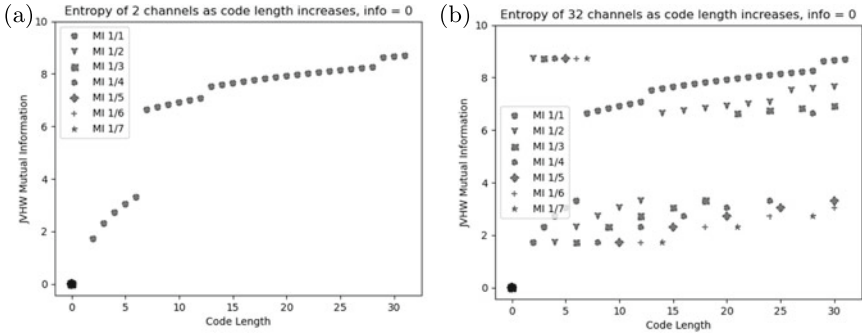 (a)
Entropy of 2 channels as code length increases, info = 0
MI 1/1
MI 1/2
MI 1/3
MI 1/4
MI 1/5
MI 1/6
MI 1/7
JVHW Mutual Information
10
8
6
4
2
0
0 5 10 15 20 25 30
Code Length
(b)
Entropy of 32 channels as code length increases, info = 0
MI 1/1
MI 1/2
MI 1/3
MI 1/4
MI 1/5
MI 1/6
MI 1/7
JVHW Mutual Information
10
8
6
4
2
0
0 5 10 15 20 25 30
Code Length